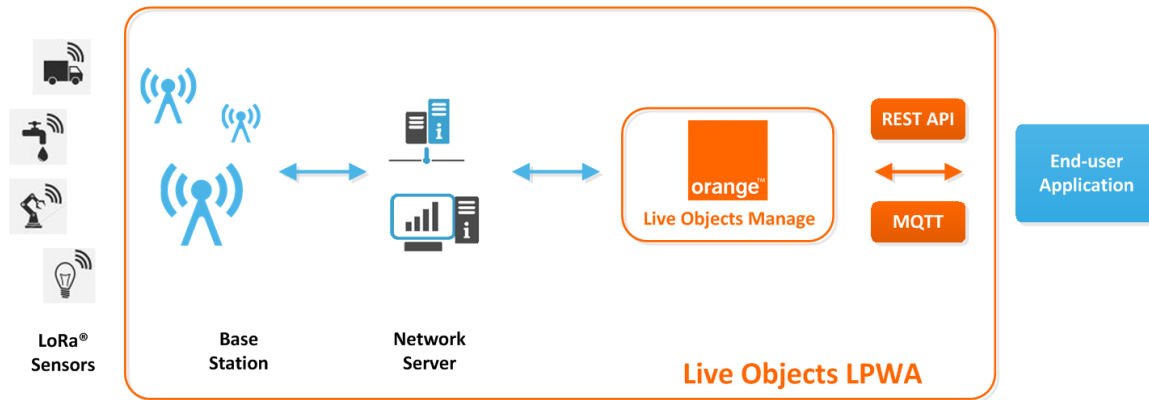 LoRa®
Sensors
Base
Station
Network
Server
i
i
orange™
Live Objects Manage
REST API
MQTT
End-user
Application
Live Objects LPWA